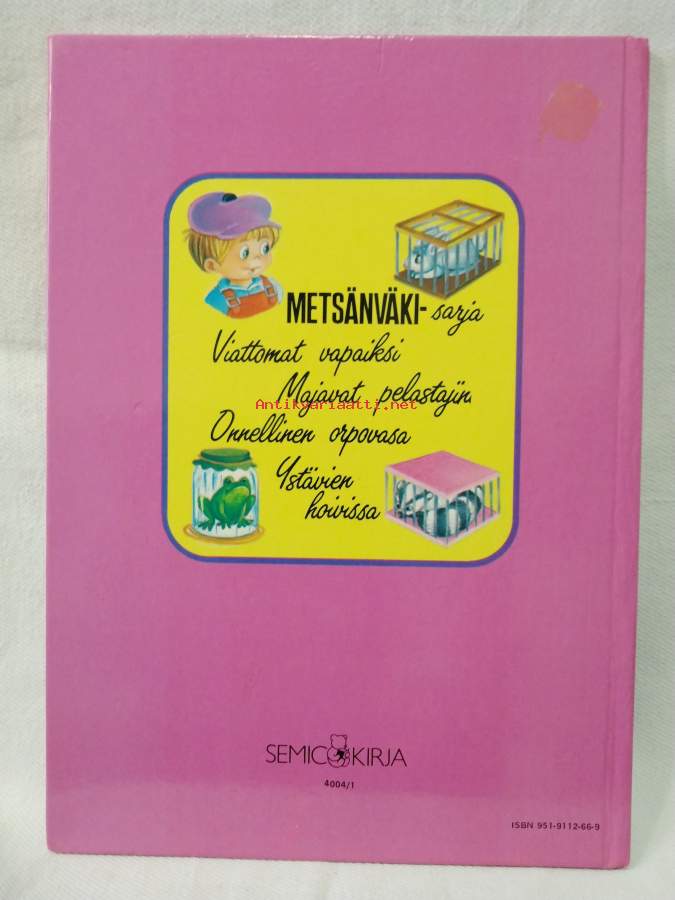 METSÄNVÄKI-sarja
Viattomat vapaiksi
Majavat pelastajina
Antikvariaatti.net
Onnellinen orpovasa
Ystävien
hoivissa
SEMIC KIRJA
4004/1
ISBN 951-9112-66-9